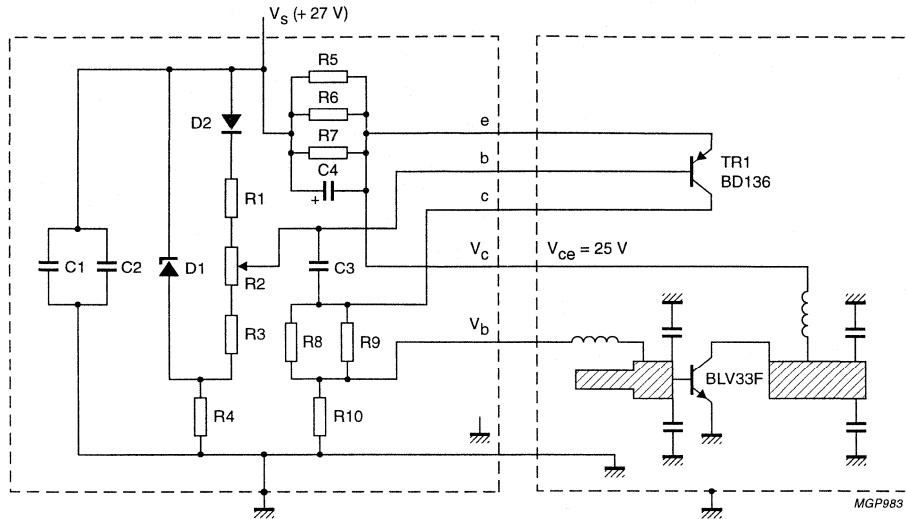 V_s (+ 27 V)
R5
R6
R7
C4
+
D2
R1
R2
R3
R4
C1
C2
D1
C3
R8
R9
R10
e
b
c
V_c
V_b
TR1
BD136
V_ce = 25 V
BLV33F
MGP983